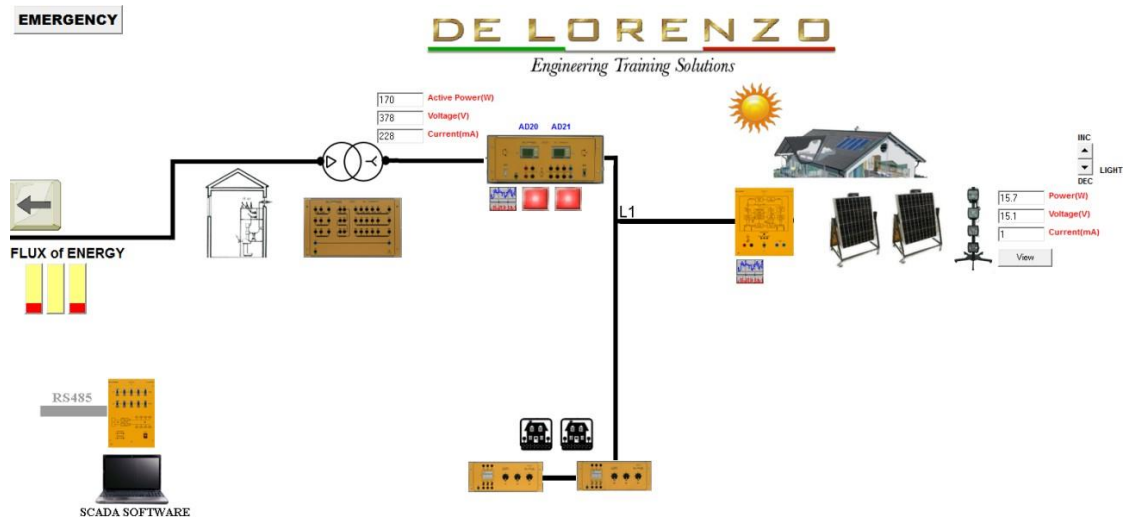 EMERGENCY
DE LORENZO
Engineering Training Solutions
170 Active Power(W)
378 Voltage(V)
228 Current(mA)
AD20 AD21
INC
LIGHT
DEC
L1
15.7 Power(W)
15.1 Voltage(V)
1 Current(mA)
View
FLUX of ENERGY
RS485
SCADA SOFTWARE